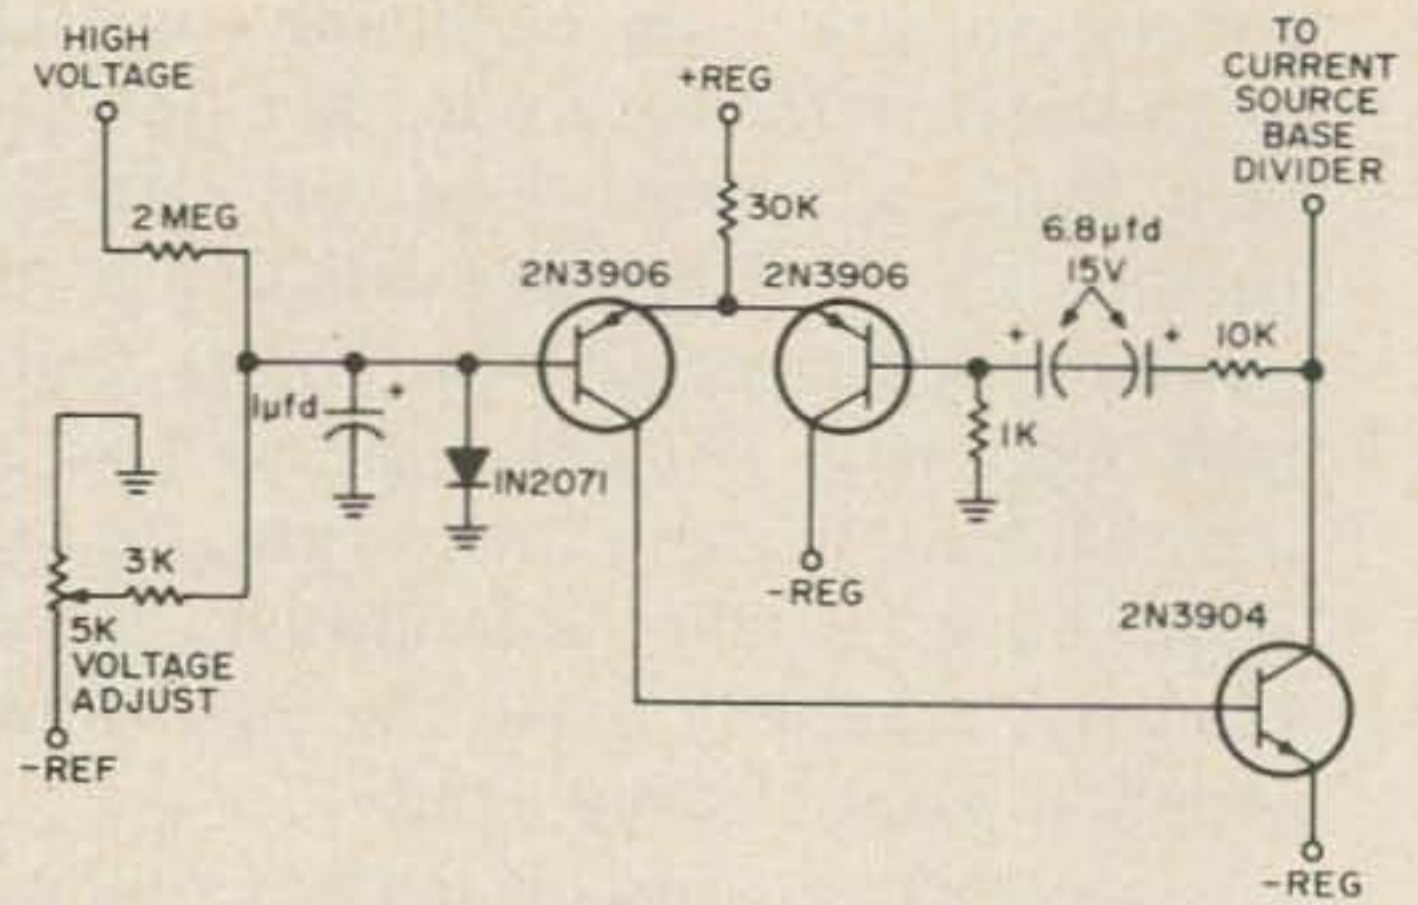 HIGH
VOLTAGE
2 MEG
+REG
30K
2N3906
2N3906
TO
CURRENT
SOURCE
BASE
DIVIDER
6.8µfd
15V
+
+
10K
1µfd
+
1N2071
1K
3K
5K
VOLTAGE
ADJUST
-REF
-REG
2N3904
-REG